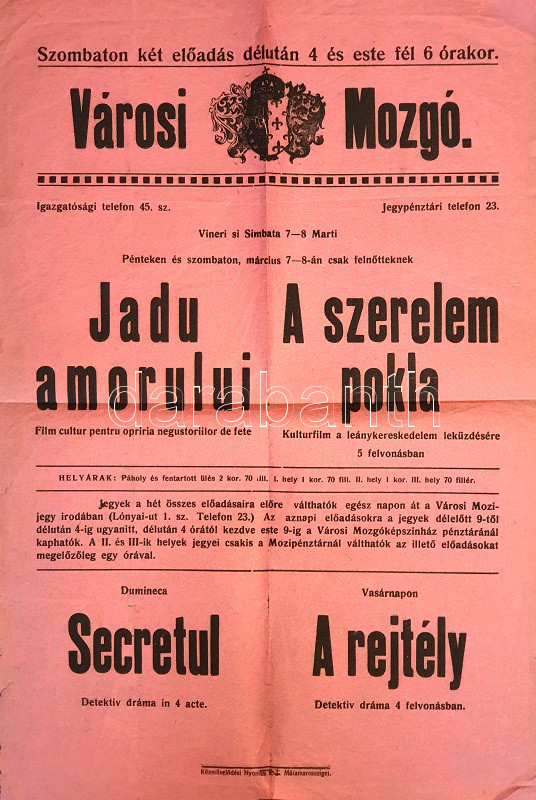 Szombaton két előadás délután 4 és este fél 6 órakor.
Városi Mozgó.
Igazgatósági telefon 45. sz. Jegypénztári telefon 23.
Vineri si Simbata 7—8 Marti
Pénteken és szombaton, március 7—8-án csak felnőtteknek
Jadu
amorului
Film cultur pentru opriria negustoriilor de fete
A szerelem
pokla
Kulturfilm a leánykereskedelem leküzdésére
5 felvonásban
HELYÁRAK: Páholy és fentartott ülés 2 kor. 70 fill. I. hely 1 kor. 70 fill. II. hely 1 kor. III. hely 70 fillér.
Jegyek a hét összes előadásaira előre válthatók egész napon át a Városi Mozi-
jegy irodában (Lónyai-ut 1. sz. Telefon 23.) Az aznapi előadásokra a jegyek délelőtt 9-től
délután 4-ig ugyanitt, délután 4 órától kezdve este 9-ig a Városi Mozgóképszinház pénztáránál
kaphatók. A II. és III-ik helyek jegyei csakis a Mozipénztárnál válthatók az illető előadásokat
megelőzőleg egy órával.
Dumineca
Secretul
Detektiv dráma in 4 acte.
Vasárnapon
A rejtély
Detektiv dráma 4 felvonásban.
Közművelődési Nyomda R.-T. Máramarossziget.
darabanth